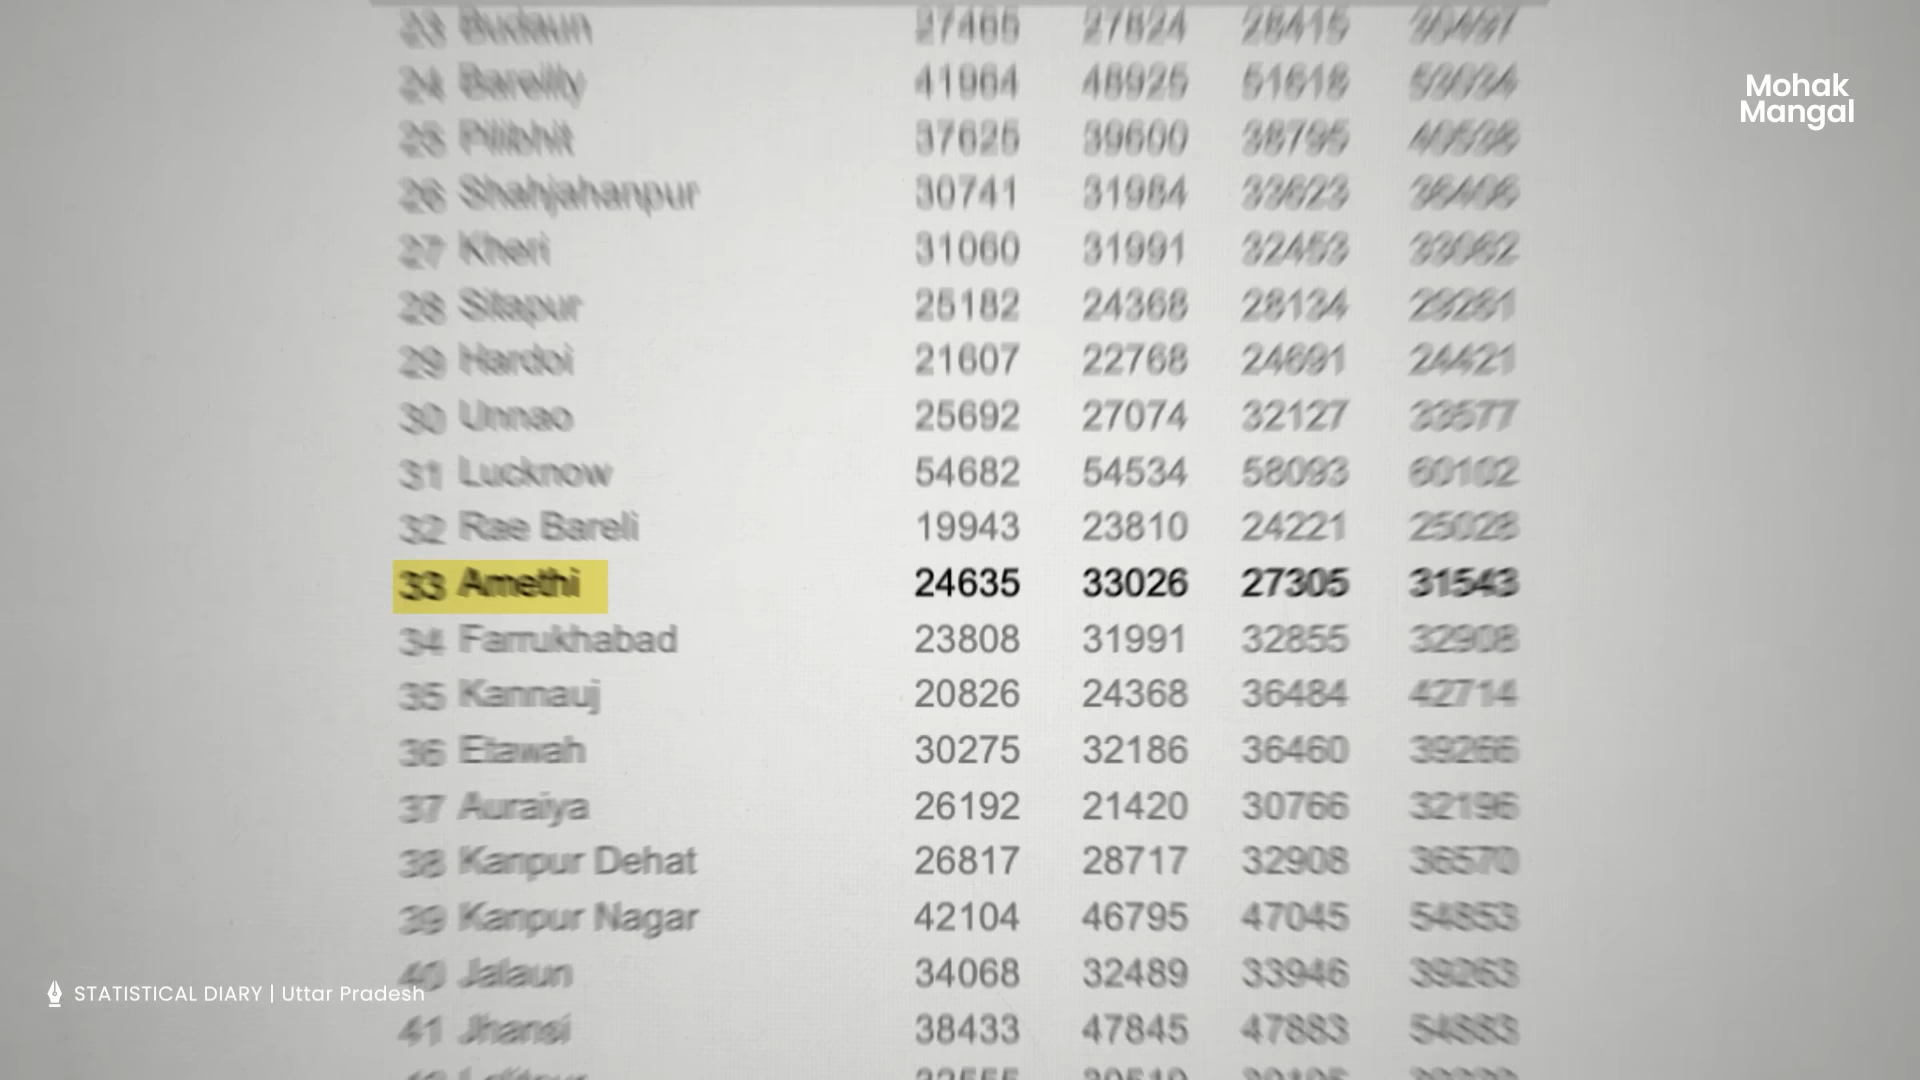 23 Budaun 27465 27824 28415
24 Bareilly 41964 48925 51618
25 Pilibhit 37625 39600 38795
26 Shahjahanpur 30741 31984 33623 36406
27 Kheri 31060 31991 32453 33062
28 Sitapur 25182 24368 28134 29261
29 Hardoi 21607 22768 24691 24421
30 Unnao 25692 27074 32127 33577
31 Lucknow 54682 54534 58093 60102
32 Rae Bareli 19943 23810 24221 25028
33 Amethi 24635 33026 27305 31543
34 Farrukhabad 23808 31991 32855 32908
35 Kannauj 20826 24368 36484 42714
36 Etawah 30275 32186 36460 39266
37 Auraiya 26192 21420 30766 32196
38 Kanpur Dehat 26817 28717 32908 36570
39 Kanpur Nagar 42104 46795 47045 54853
40 Jalaun 34068 32489 33946 39263
41 Jhansi 38433 47845 47883 54883
Mohak
Mangal
STATISTICAL DIARY | Uttar Pradesh